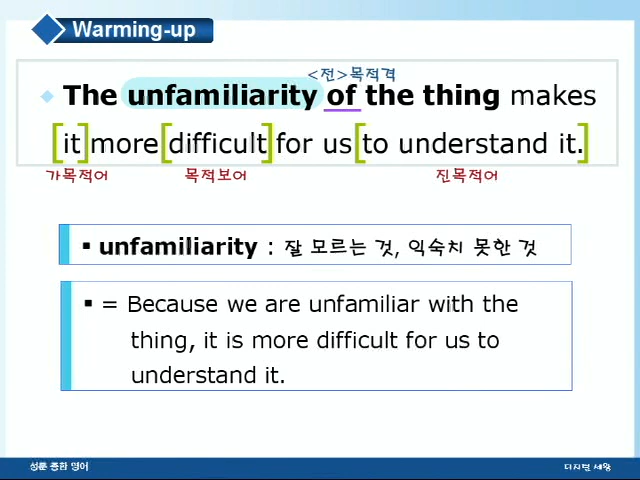 Warming-up
<전>목적격
The unfamiliarity of the thing makes
[it] more [difficult] for us [to understand it.]
가목적어 목적보어 진목적어
▪ unfamiliarity : 잘 모르는 것, 익숙치 못한 것
▪ = Because we are unfamiliar with the
thing, it is more difficult for us to
understand it.
성문 종합 영어 디지털 세왕